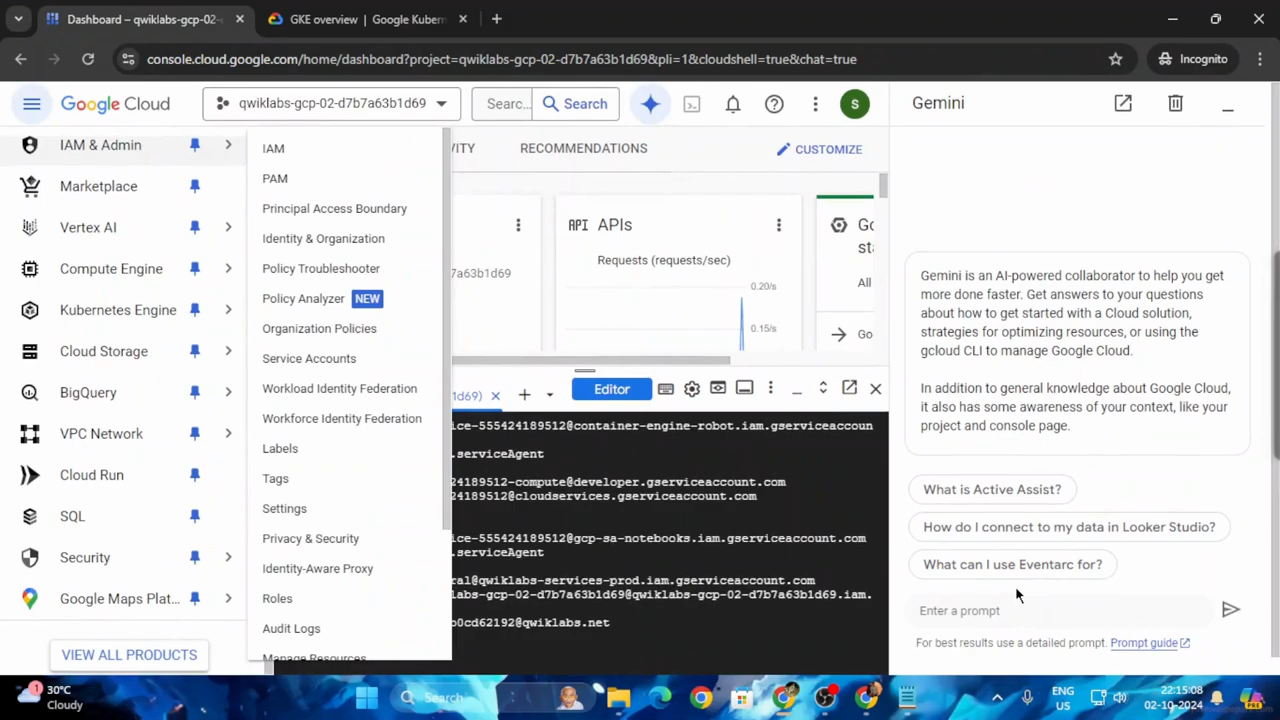 Dashboard – qwiklabs-gcp-02-
GKE overview | Google Kubern
console.cloud.google.com/home/dashboard?project=qwiklabs-gcp-02-d7b7a63b1d69&pli=1&cloudshell=true&chat=true
Incognito
Google Cloud
qwiklabs-gcp-02-d7b7a63b1d69
Searc...
Search
S
Gemini
IAM & Admin
Marketplace
Vertex AI
Compute Engine
Kubernetes Engine
Cloud Storage
BigQuery
VPC Network
Cloud Run
SQL
Security
Google Maps Plat...
VIEW ALL PRODUCTS
IAM
PAM
Principal Access Boundary
Identity & Organization
Policy Troubleshooter
Policy Analyzer NEW
Organization Policies
Service Accounts
Workload Identity Federation
Workforce Identity Federation
Labels
Tags
Settings
Privacy & Security
Identity-Aware Proxy
Roles
Audit Logs
Manage Resources
VITY
RECOMMENDATIONS
CUSTOMIZE
7a63b1d69
API APIs
Requests (requests/sec)
0.20/s
0.15/s
Go
sta
All
Go
d69)
Editor
ice-555424189512@container-engine-robot.iam.gserviceaccoun
.serviceAgent
24189512-compute@developer.gserviceaccount.com
24189512@cloudservices.gserviceaccount.com
ice-555424189512@gcp-sa-notebooks.iam.gserviceaccount.com
.serviceAgent
ral@qwiklabs-services-prod.iam.gserviceaccount.com
-d7b7a63b1d69@qwiklabs-gcp-02-d7b7a63b1d69.iam.
b0cd62192@qwiklabs.net
Gemini is an AI-powered collaborator to help you get
more done faster. Get answers to your questions
about how to get started with a Cloud solution,
strategies for optimizing resources, or using the
gcloud CLI to manage Google Cloud.
In addition to general knowledge about Google Cloud,
it also has some awareness of your context, like your
project and console page.
What is Active Assist?
How do I connect to my data in Looker Studio?
What can I use Eventarc for?
Enter a prompt
For best results use a detailed prompt. Prompt guide
1
30°C
Cloudy
Search
ENG
US
22:15:08
02-10-2024
PRE